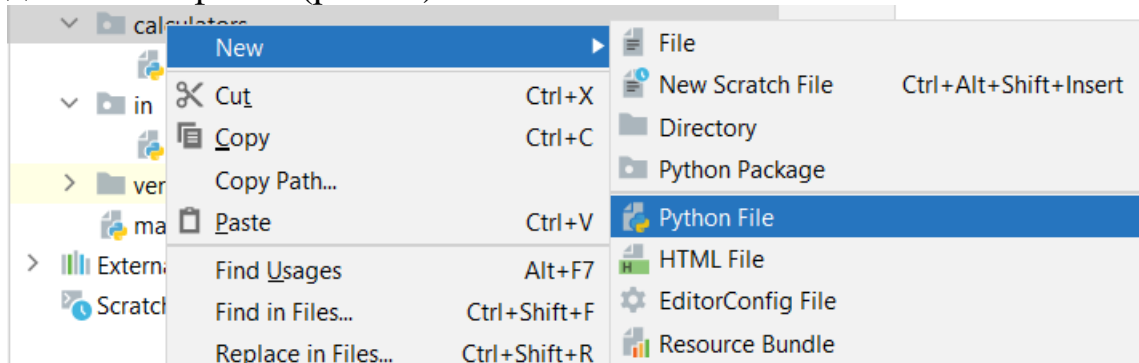 New
Cut Ctrl+X
Copy Ctrl+C
Copy Path...
Paste Ctrl+V
Find Usages Alt+F7
Find in Files... Ctrl+Shift+F
Replace in Files... Ctrl+Shift+R
File
New Scratch File Ctrl+Alt+Shift+Insert
Directory
Python Package
Python File
HTML File
EditorConfig File
Resource Bundle
in
ver
ma
Extern
Scratch